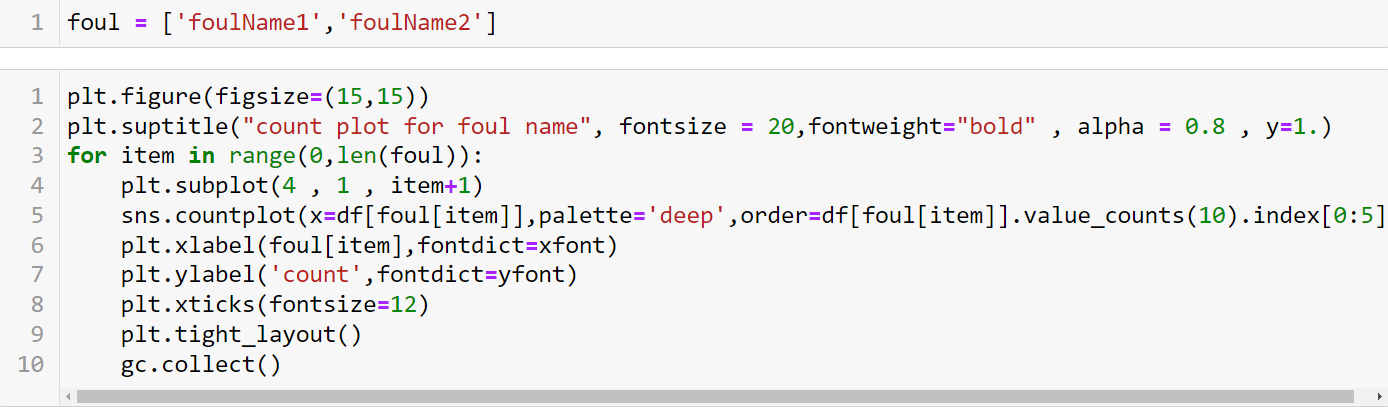 1 foul = ['foulName1','foulName2']
1 plt.figure(figsize=(15,15))
2 plt.suptitle("count plot for foul name", fontsize = 20,fontweight="bold" , alpha = 0.8 , y=1.)
3 for item in range(0,len(foul)):
4     plt.subplot(4 , 1 , item+1)
5     sns.countplot(x=df[foul[item]],palette='deep',order=df[foul[item]].value_counts(10).index[0:5]
6     plt.xlabel(foul[item],fontdict=xfont)
7     plt.ylabel('count',fontdict=yfont)
8     plt.xticks(fontsize=12)
9     plt.tight_layout()
10     gc.collect()